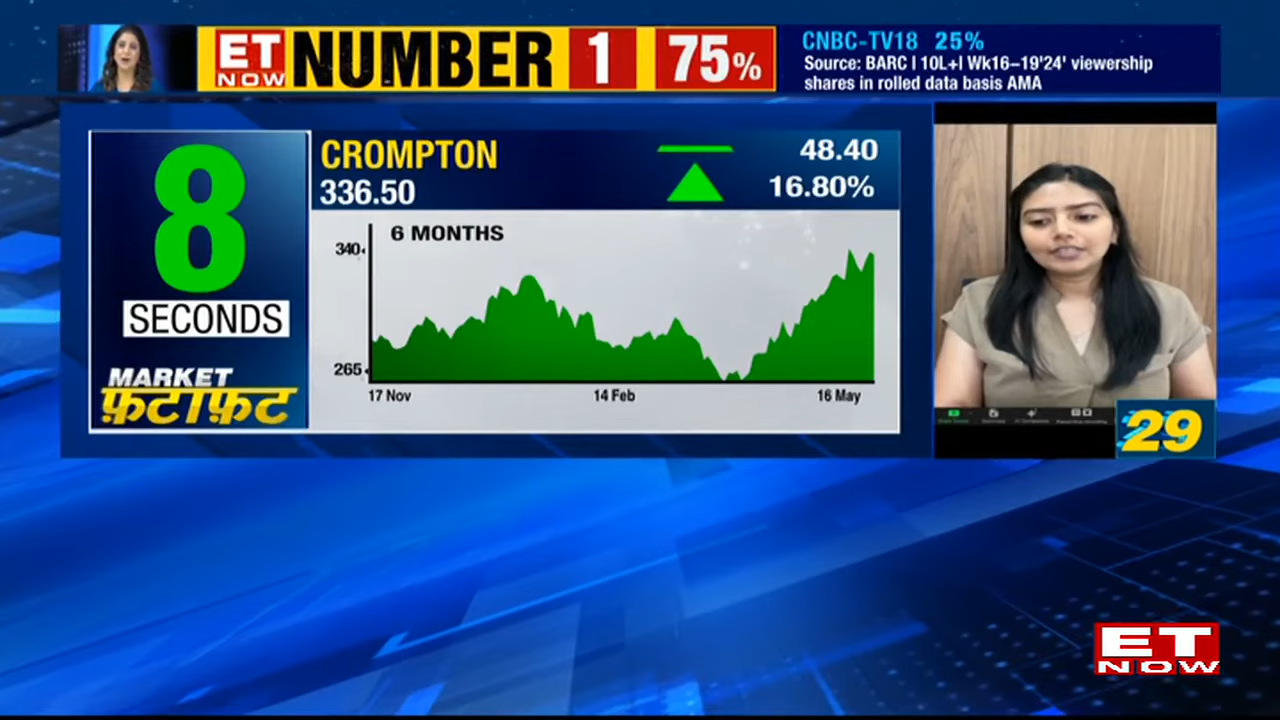 ET
NOW
NUMBER
1
75%
CNBC-TV18 25%
Source: BARC I 10L+I Wk16-19'24' viewership
shares in rolled data basis AMA
8
SECONDS
MARKET
फ़टाफ़ट
CROMPTON
336.50
48.40
16.80%
6 MONTHS
340
265
17 Nov
14 Feb
16 May
29
ET
NOW